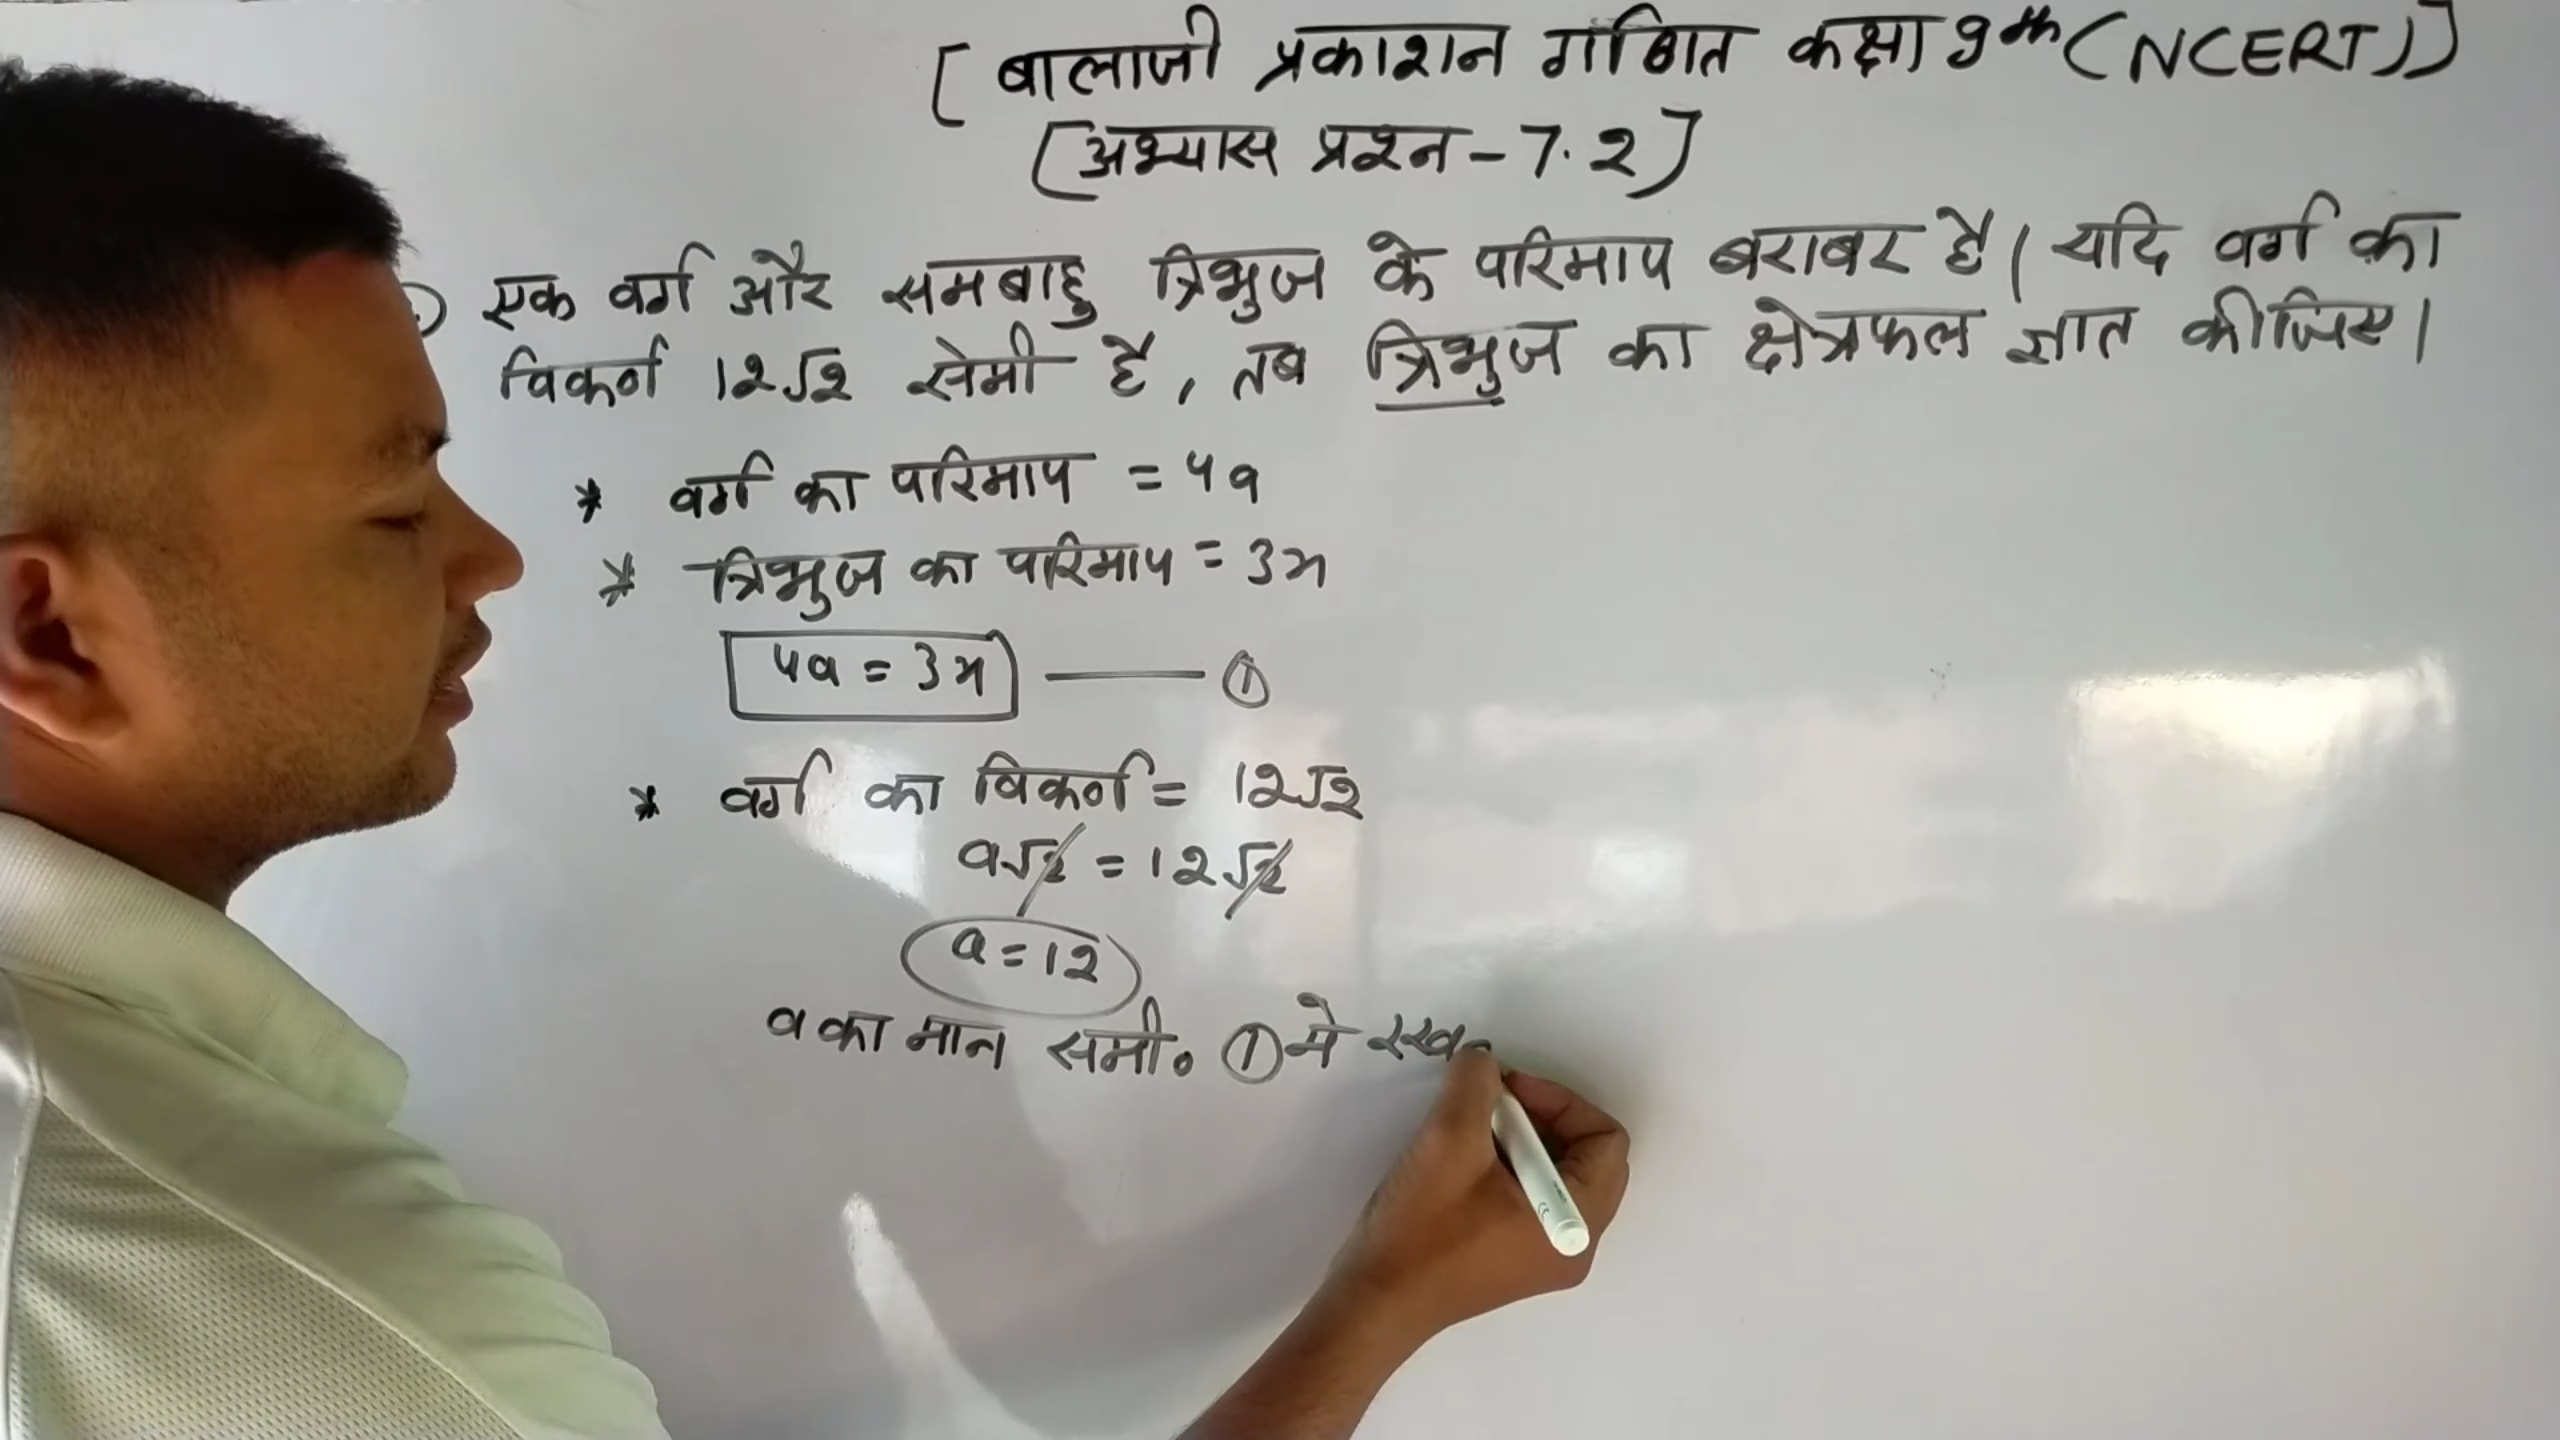 [बालाजी प्रकाशन गणित कक्षा 9th (NCERT)]
[अभ्यास प्रश्न - 7.2]
एक वर्ग और समबाहु त्रिभुज के परिमाप बराबर है। यदि वर्ग का
विकर्ण 12√2 सेमी है, तब त्रिभुज का क्षेत्रफल ज्ञात कीजिए।
* वर्ग का परिमाप = 4a
* त्रिभुज का परिमाप = 3x
4a = 3x —— ①
* वर्ग का विकर्ण = 12√2
a√2 = 12√2
a = 12
a का मान समी० ① मे रख